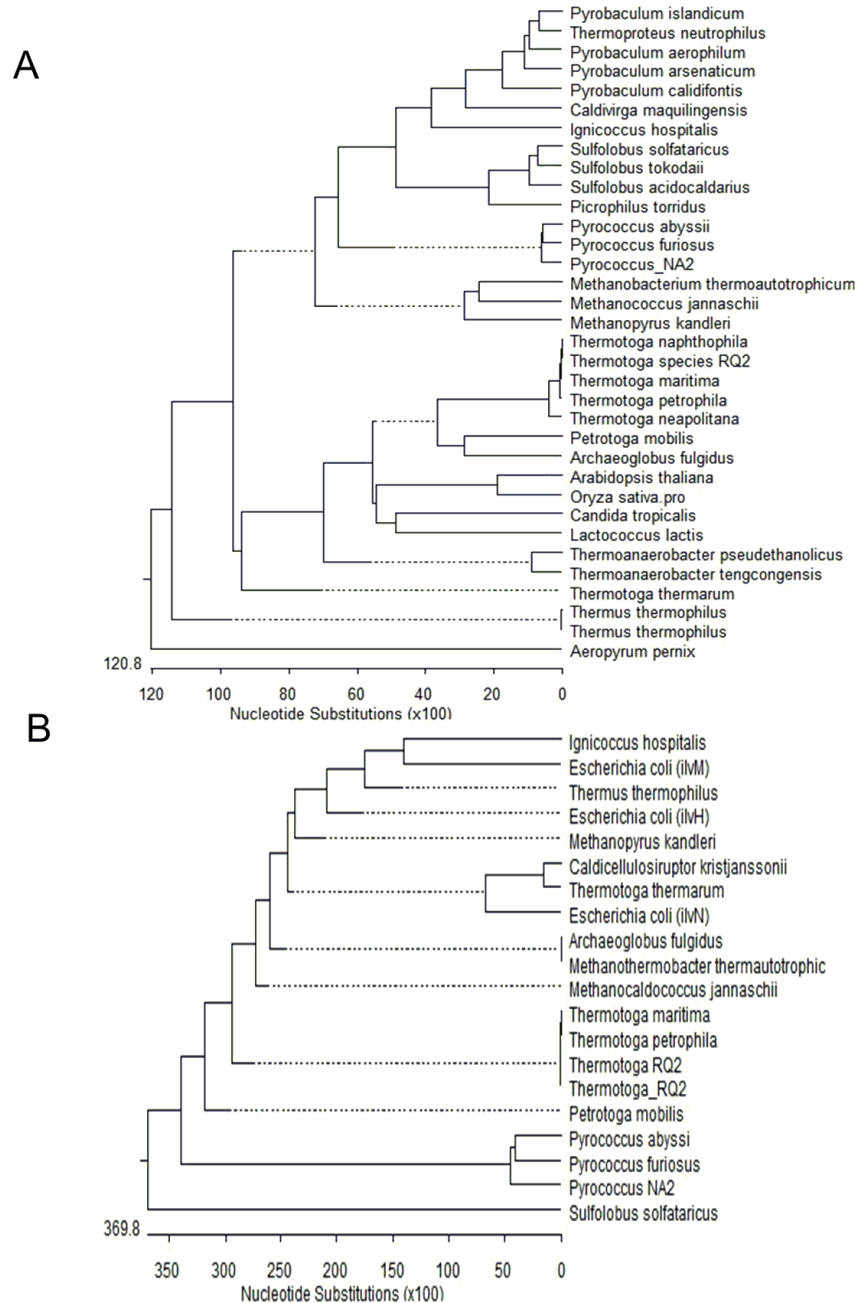 A
Pyrobaculum islandicum
Thermoproteus neutrophilus
Pyrobaculum aerophilum
Pyrobaculum arsenaticum
Pyrobaculum calidifontis
Caldivirga maquilingensis
Ignicoccus hospitalis
Sulfolobus solfataricus
Sulfolobus tokodaii
Sulfolobus acidocaldarius
Picrophilus torridus
Pyrococcus abyssii
Pyrococcus furiosus
Pyrococcus_NA2
Methanobacterium thermoautotrophicum
Methanococcus jannaschii
Methanopyrus kandleri
Thermotoga naphthophila
Thermotoga species RQ2
Thermotoga maritima
Thermotoga petrophila
Thermotoga neapolitana
Petrotoga mobilis
Archaeoglobus fulgidus
Arabidopsis thaliana
Oryza sativa.pro
Candida tropicalis
Lactococcus lactis
Thermoanaerobacter pseudethanolicus
Thermoanaerobacter tengcongensis
Thermotoga thermarum
Thermus thermophilus
Thermus thermophilus
Aeropyrum pernix
120.8
120 100 80 60 40 20 0
Nucleotide Substitutions (x100)
B
Ignicoccus hospitalis
Escherichia coli (ilvM)
Thermus thermophilus
Escherichia coli (ilvH)
Methanopyrus kandleri
Caldicellulosiruptor kristjanssonii
Thermotoga thermarum
Escherichia coli (ilvN)
Archaeoglobus fulgidus
Methanothermobacter thermautotrophic
Methanocaldococcus jannaschii
Thermotoga maritima
Thermotoga petrophila
Thermotoga RQ2
Thermotoga_RQ2
Petrotoga mobilis
Pyrococcus abyssi
Pyrococcus furiosus
Pyrococcus NA2
Sulfolobus solfataricus
369.8
350 300 250 200 150 100 50 0
Nucleotide Substitutions (x100)